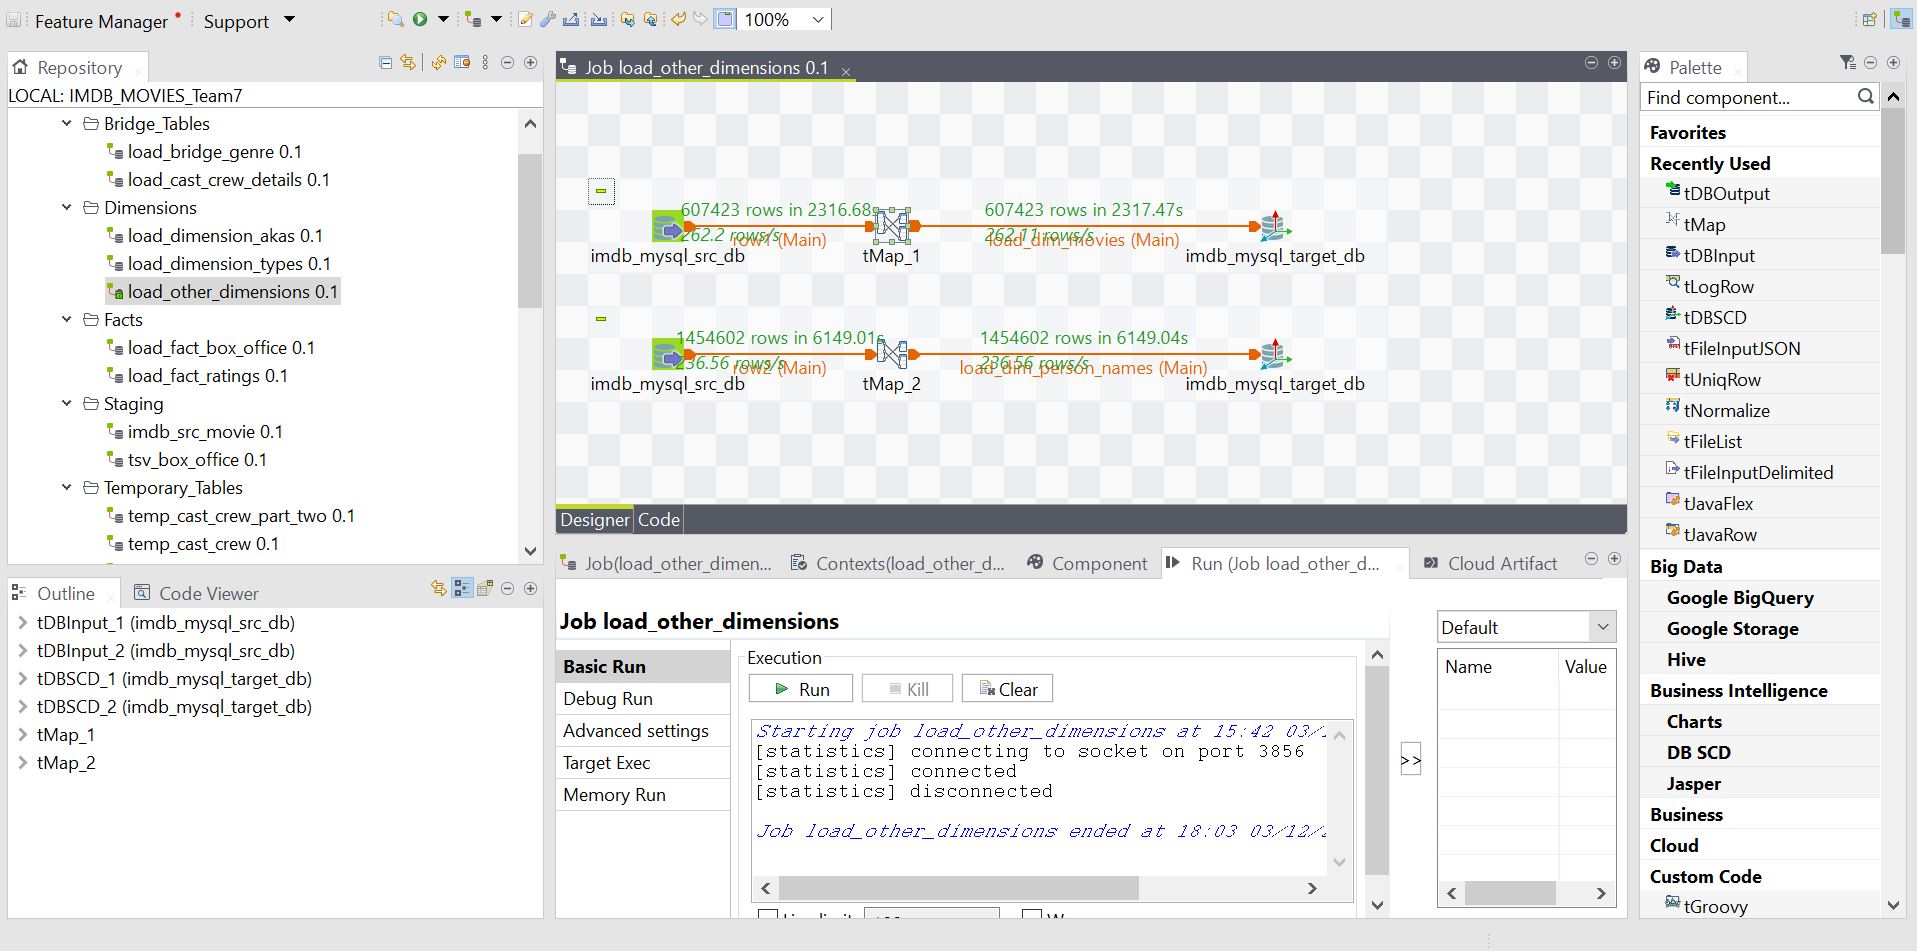 Feature Manager
Support
100%
Repository
LOCAL: IMDB_MOVIES_Team7
Bridge_Tables
load_bridge_genre 0.1
load_cast_crew_details 0.1
Dimensions
load_dimension_akas 0.1
load_dimension_types 0.1
load_other_dimensions 0.1
Facts
load_fact_box_office 0.1
load_fact_ratings 0.1
Staging
imdb_src_movie 0.1
tsv_box_office 0.1
Temporary_Tables
temp_cast_crew_part_two 0.1
temp_cast_crew 0.1
Outline
Code Viewer
tDBInput_1 (imdb_mysql_src_db)
tDBInput_2 (imdb_mysql_src_db)
tDBSCD_1 (imdb_mysql_target_db)
tDBSCD_2 (imdb_mysql_target_db)
tMap_1
tMap_2
Job load_other_dimensions 0.1
607423 rows in 2316.68s
262.2 rows/s
row1 (Main)
607423 rows in 2317.47s
262.11 rows/s
load_dim_movies (Main)
imdb_mysql_src_db
tMap_1
imdb_mysql_target_db
1454602 rows in 6149.01s
236.56 rows/s
row2 (Main)
1454602 rows in 6149.04s
236.56 rows/s
load_dim_person_names (Main)
imdb_mysql_src_db
tMap_2
imdb_mysql_target_db
Designer
Code
Job(load_other_dimen...
Contexts(load_other_d...
Component
Run (Job load_other_d...
Cloud Artifact
Job load_other_dimensions
Basic Run
Debug Run
Advanced settings
Target Exec
Memory Run
Execution
Run
Kill
Clear
Starting job load_other_dimensions at 15:42 03/
[statistics] connecting to socket on port 3856
[statistics] connected
[statistics] disconnected
Job load_other_dimensions ended at 18:03 03/12/
>>
Default
Name
Value
Palette
Find component...
Favorites
Recently Used
tDBOutput
tMap
tDBInput
tLogRow
tDBSCD
tFileInputJSON
tUniqRow
tNormalize
tFileList
tFileInputDelimited
tJavaFlex
tJavaRow
Big Data
Google BigQuery
Google Storage
Hive
Business Intelligence
Charts
DB SCD
Jasper
Business
Cloud
Custom Code
tGroovy